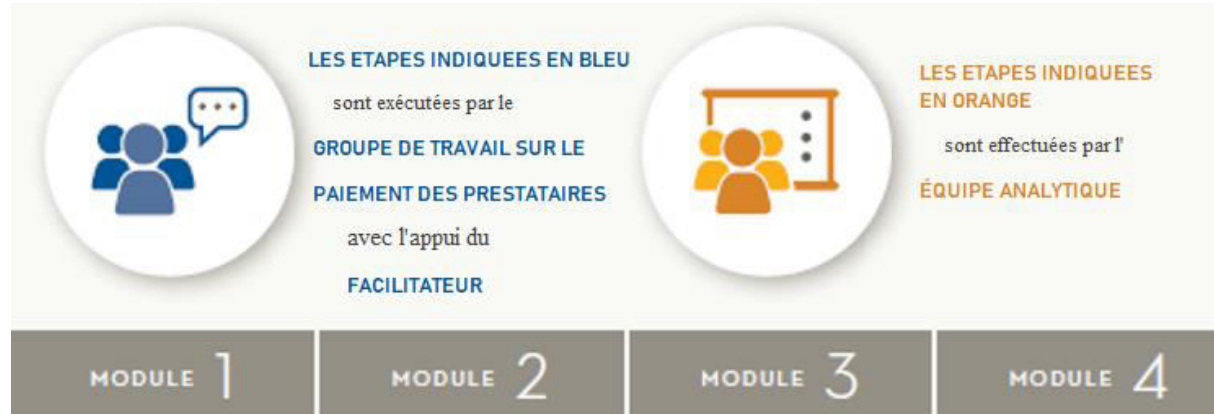 LES ETAPES INDIQUEES EN BLEU
sont exécutées par le
GROUPE DE TRAVAIL SUR LE
PAIEMENT DES PRESTATAIRES
avec l'appui du
FACILITATEUR
LES ETAPES INDIQUEES
EN ORANGE
sont effectuées par l'
ÉQUIPE ANALYTIQUE
MODULE 1
MODULE 2
MODULE 3
MODULE 4